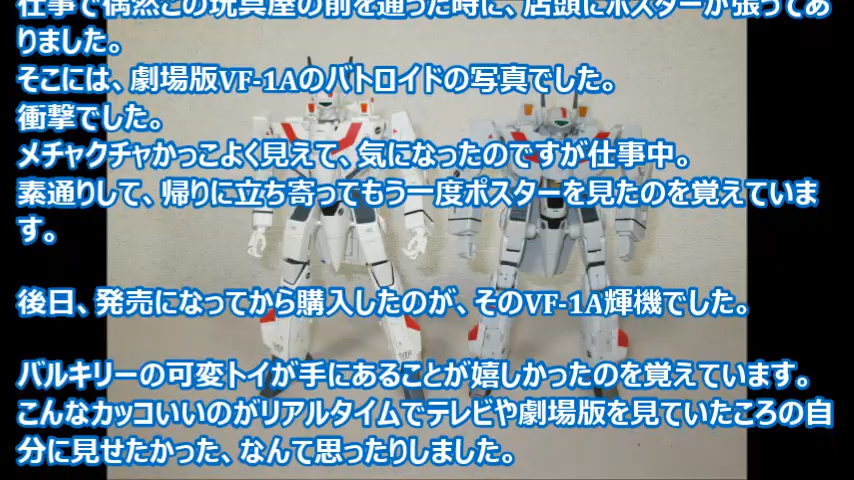 仕事で偶然この玩具屋の前を通った時に、店頭にポスターが張ってあ
りました。
そこには、劇場版VF-1Aのバトロイドの写真でした。
衝撃でした。
メチャクチャかっこよく見えて、気になったのですが仕事中。
素通りして、帰りに立ち寄ってもう一度ポスターを見たのを覚えていま
す。
後日、発売になってから購入したのが、そのVF-1A輝機でした。
バルキリーの可変トイが手にあることが嬉しかったのを覚えています。
こんなカッコいいのがリアルタイムでテレビや劇場版を見ていたころの自
分に見せたかった、なんて思ったりしました。